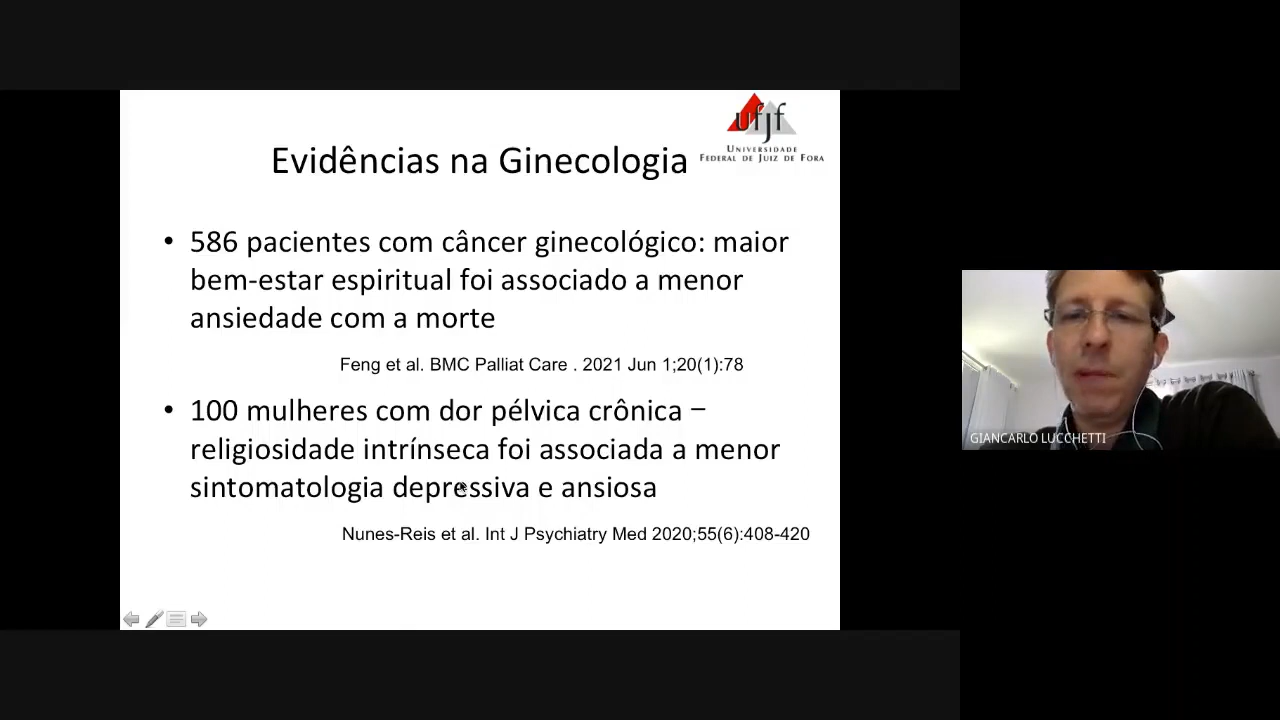 ufjf
UNIVERSIDADE
FEDERAL DE JUIZ DE FORA
Evidências na Ginecologia
• 586 pacientes com câncer ginecológico: maior
bem-estar espiritual foi associado a menor
ansiedade com a morte
Feng et al. BMC Palliat Care . 2021 Jun 1;20(1):78
• 100 mulheres com dor pélvica crônica –
religiosidade intrínseca foi associada a menor
sintomatologia depressiva e ansiosa
Nunes-Reis et al. Int J Psychiatry Med 2020;55(6):408-420
GIANCARLO LUCCHETTI